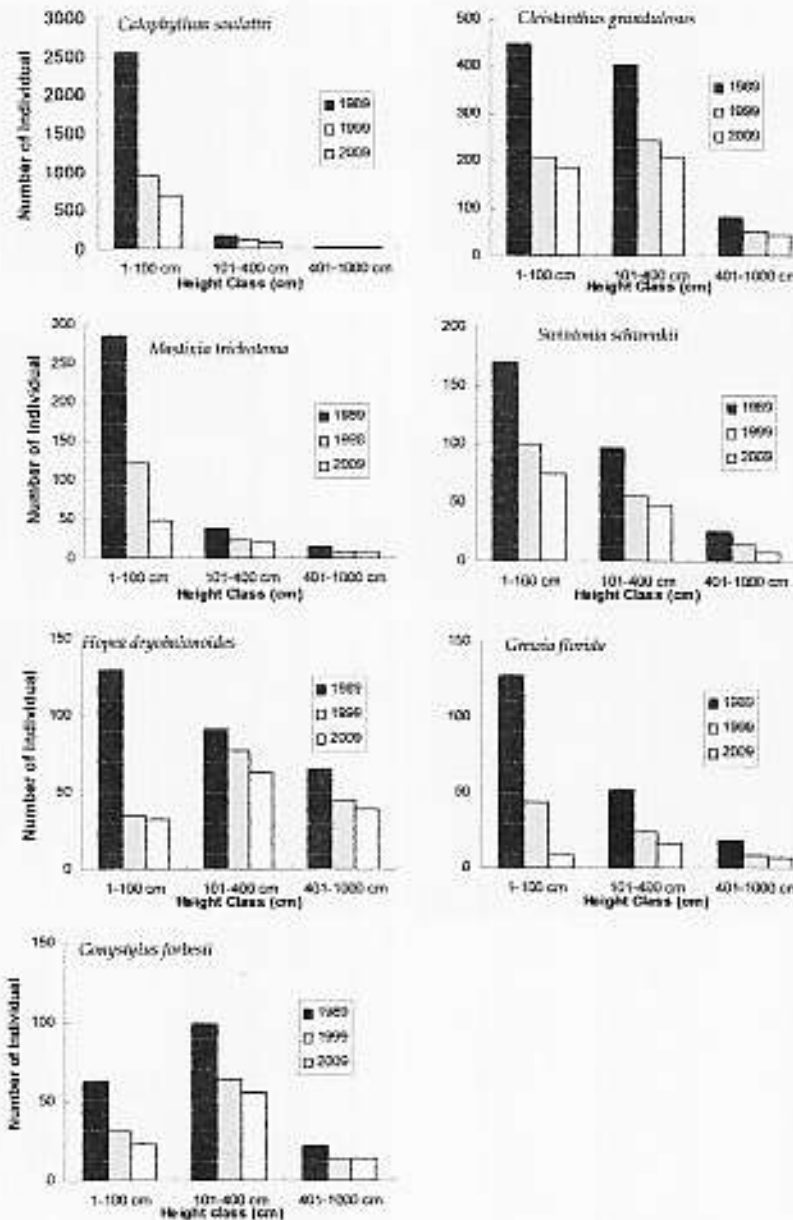 Calophyllum soulattri
3000
2500
2000
1500
1000
500
0
Number of Individual
1989
1999
2009
1-100 cm 101-400 cm 401-1000 cm
Height Class (cm)
Cleistanthus grandulosus
500
400
300
200
100
0
1989
1999
2009
1-100 cm 101-400 cm 401-1000 cm
Height Class (cm)
Mastixia trichotoma
300
250
200
150
100
50
0
Number of Individual
1989
2009
1-100 cm 101-400 cm 401-1000 cm
Height Class (cm)
Swintonia schwenkii
200
150
100
50
0
1989
1999
2009
1-100 cm 101-400 cm 401-1000 cm
Height Class (cm)
Hopea dryobalanoides
150
100
50
0
Number of Individual
1989
1999
2009
1-100 cm 101-400 cm 401-1000 cm
Height Class (cm)
Grewia florida
150
100
50
0
1989
1999
2009
1-100 cm 101-400 cm 401-1000 cm
Height Class (cm)
Gonystylus forbesii
150
100
50
0
Number of Individual
1989
1999
2009
1-100 cm 101-400 cm 401-1000 cm
Height Class (cm)